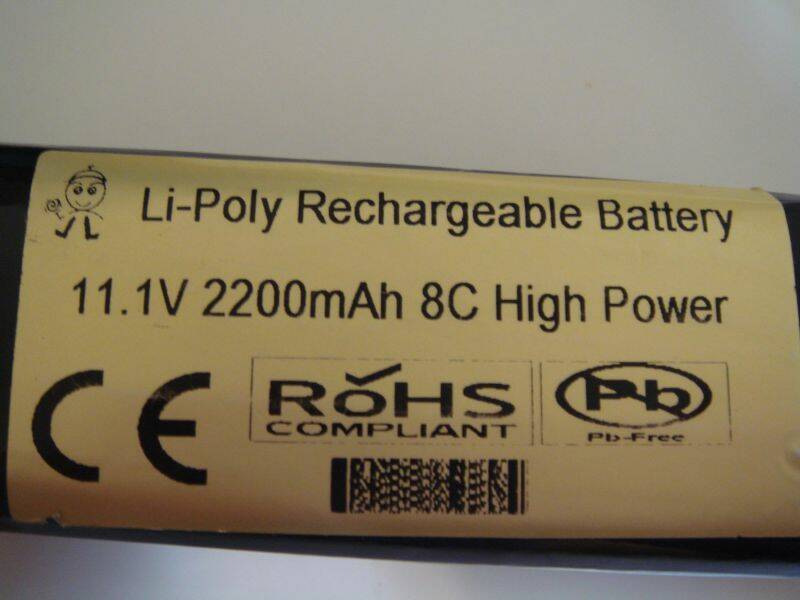 Li-Poly Rechargeable Battery
11.1V 2200mAh 8C High Power
CE
RoHS
COMPLIANT
Pb
Pb-Free